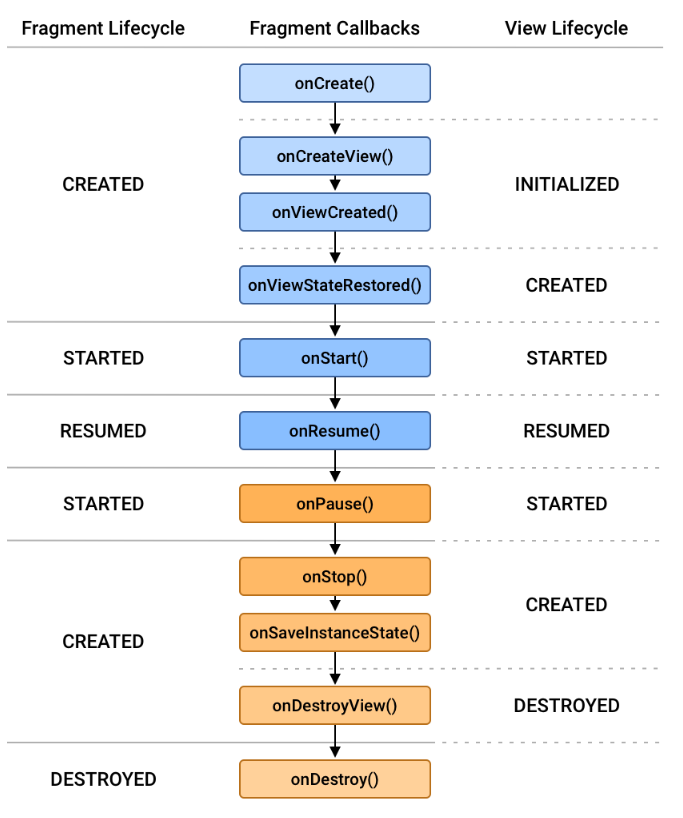 Fragment Lifecycle Fragment Callbacks View Lifecycle
onCreate()
onCreateView()
CREATED INITIALIZED
onViewCreated()
onViewStateRestored() CREATED
STARTED onStart() STARTED
RESUMED onResume() RESUMED
STARTED onPause() STARTED
onStop()
CREATED
onSaveInstanceState()
CREATED
onDestroyView() DESTROYED
DESTROYED onDestroy()